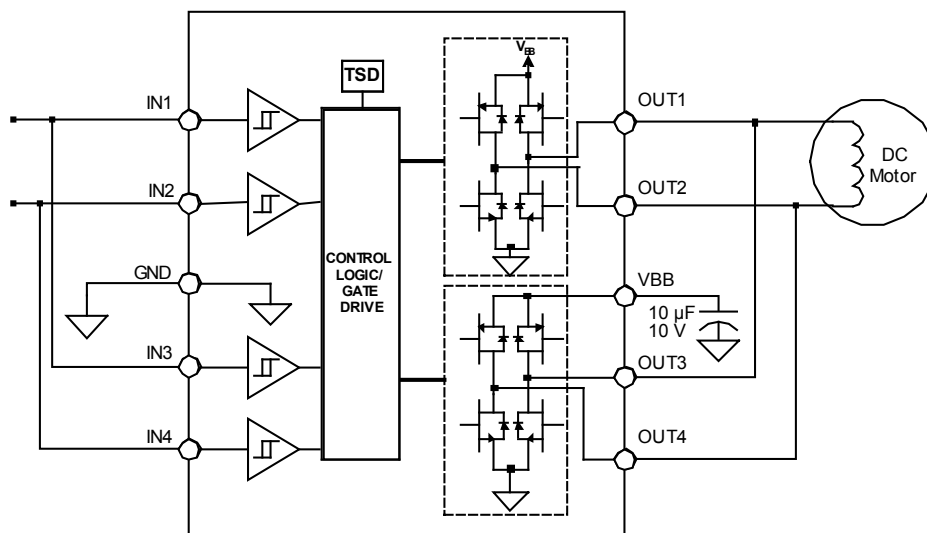 V_BB
TSD
IN1
OUT1
DC
Motor
IN2
OUT2
CONTROL
LOGIC/
GATE
DRIVE
GND
VBB
10 µF
10 V
IN3
OUT3
IN4
OUT4